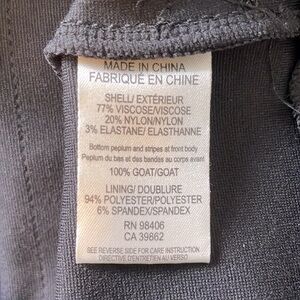 MADE IN CHINA
FABRIQUÉ EN CHINE
SHELL/ EXTÉRIEUR
77% VISCOSE/VISCOSE
20% NYLON/NYLON
3% ELASTANE/ ELASTHANNE
Bottom peplum and stripes at front body
Peplum du bas et des bandes au corps avant
100% GOAT/GOAT
LINING/ DOUBLURE
94% POLYESTER/POLYESTER
6% SPANDEX/SPANDEX
RN 98406
CA 39862
SEE REVERSE SIDE FOR CARE INSTRUCTION
DIRECTIVE D'ENTRETIEN AU VERSO